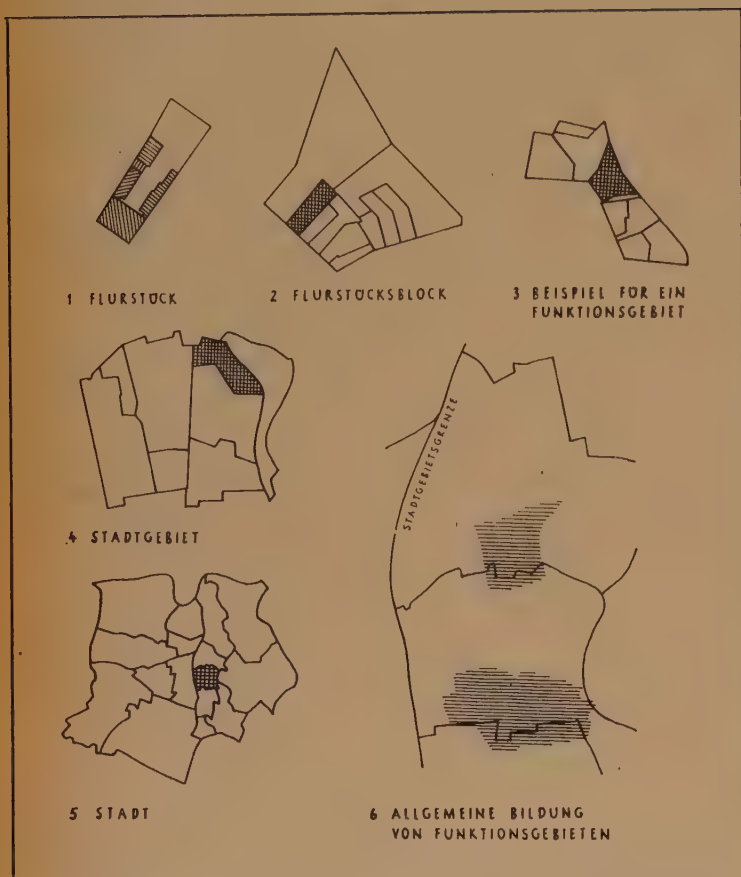 1 FLURSTÜCK
2 FLURSTÜCKSBLOCK
3 BEISPIEL FÜR EIN
FUNKTIONSGEBIET
4 STADTGEBIET
STADTGEBIETSGRENZE
5 STADT
6 ALLGEMEINE BILDUNG
VON FUNKTIONSGEBIETEN